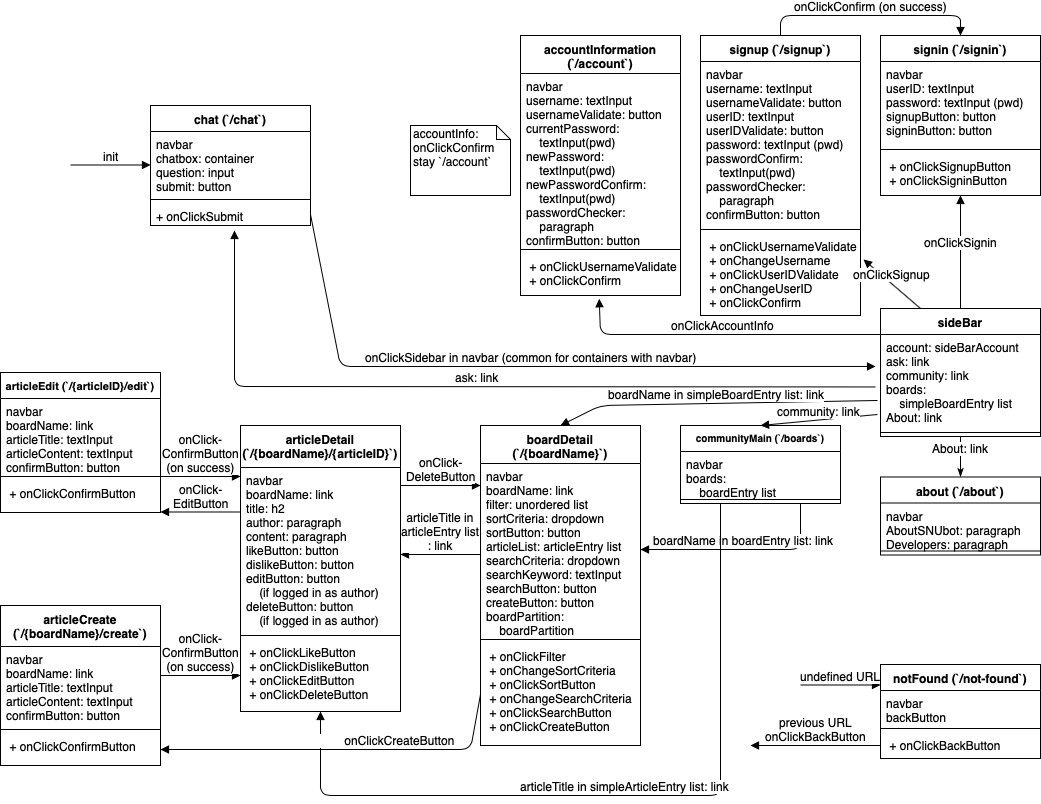 onClickConfirm (on success)
accountInformation
(`/account`)
navbar
username: textInput
usernameValidate: button
currentPassword:
textInput(pwd)
newPassword:
textInput(pwd)
newPasswordConfirm:
textInput(pwd)
passwordChecker:
paragraph
confirmButton: button
+ onClickUsernameValidate
+ onClickConfirm
signup (`/signup`)
navbar
username: textInput
usernameValidate: button
userID: textInput
userIDValidate: button
password: textInput (pwd)
passwordConfirm:
textInput(pwd)
passwordChecker:
paragraph
confirmButton: button
+ onClickUsernameValidate
+ onChangeUsername
+ onClickUserIDValidate
+ onChangeUserID
+ onClickConfirm
signin (`/signin`)
navbar
userID: textInput
password: textInput (pwd)
signupButton: button
signinButton: button
+ onClickSignupButton
+ onClickSigninButton
chat (`/chat`)
navbar
chatbox: container
question: input
submit: button
+ onClickSubmit
init
accountInfo:
onClickConfirm
stay `/account`
onClickSignin
onClickSignup
onClickAccountInfo
sideBar
account: sideBarAccount
ask: link
community: link
boards:
simpleBoardEntry list
About: link
onClickSidebar in navbar (common for containers with navbar)
ask: link
boardName in simpleBoardEntry list: link
community: link
About: link
articleEdit (`/{articleID}/edit`)
navbar
boardName: link
articleTitle: textInput
articleContent: textInput
confirmButton: button
+ onClickConfirmButton
onClick-
ConfirmButton
(on success)
onClick-
EditButton
articleDetail
(`/{boardName}/{articleID}`)
navbar
boardName: link
title: h2
author: paragraph
content: paragraph
likeButton: button
dislikeButton: button
editButton: button
(if logged in as author)
deleteButton: button
(if logged in as author)
+ onClickLikeButton
+ onClickDislikeButton
+ onClickEditButton
+ onClickDeleteButton
onClick-
DeleteButton
articleTitle in
articleEntry list
: link
boardDetail
(`/{boardName}`)
navbar
boardName: link
filter: unordered list
sortCriteria: dropdown
sortButton: button
articleList: articleEntry list
searchCriteria: dropdown
searchKeyword: textInput
searchButton: button
createButton: button
boardPartition:
boardPartition
+ onClickFilter
+ onChangeSortCriteria
+ onClickSortButton
+ onChangeSearchCriteria
+ onClickSearchButton
+ onClickCreateButton
communityMain (`/boards`)
navbar
boards:
boardEntry list
boardName in boardEntry list: link
about (`/about`)
navbar
AboutSNUbot: paragraph
Developers: paragraph
articleCreate
(`/{boardName}/create`)
navbar
boardName: link
articleTitle: textInput
articleContent: textInput
confirmButton: button
+ onClickConfirmButton
onClick-
ConfirmButton
(on success)
onClickCreateButton
undefined URL
previous URL
onClickBackButton
notFound (`/not-found`)
navbar
backButton
+ onClickBackButton
articleTitle in simpleArticleEntry list: link